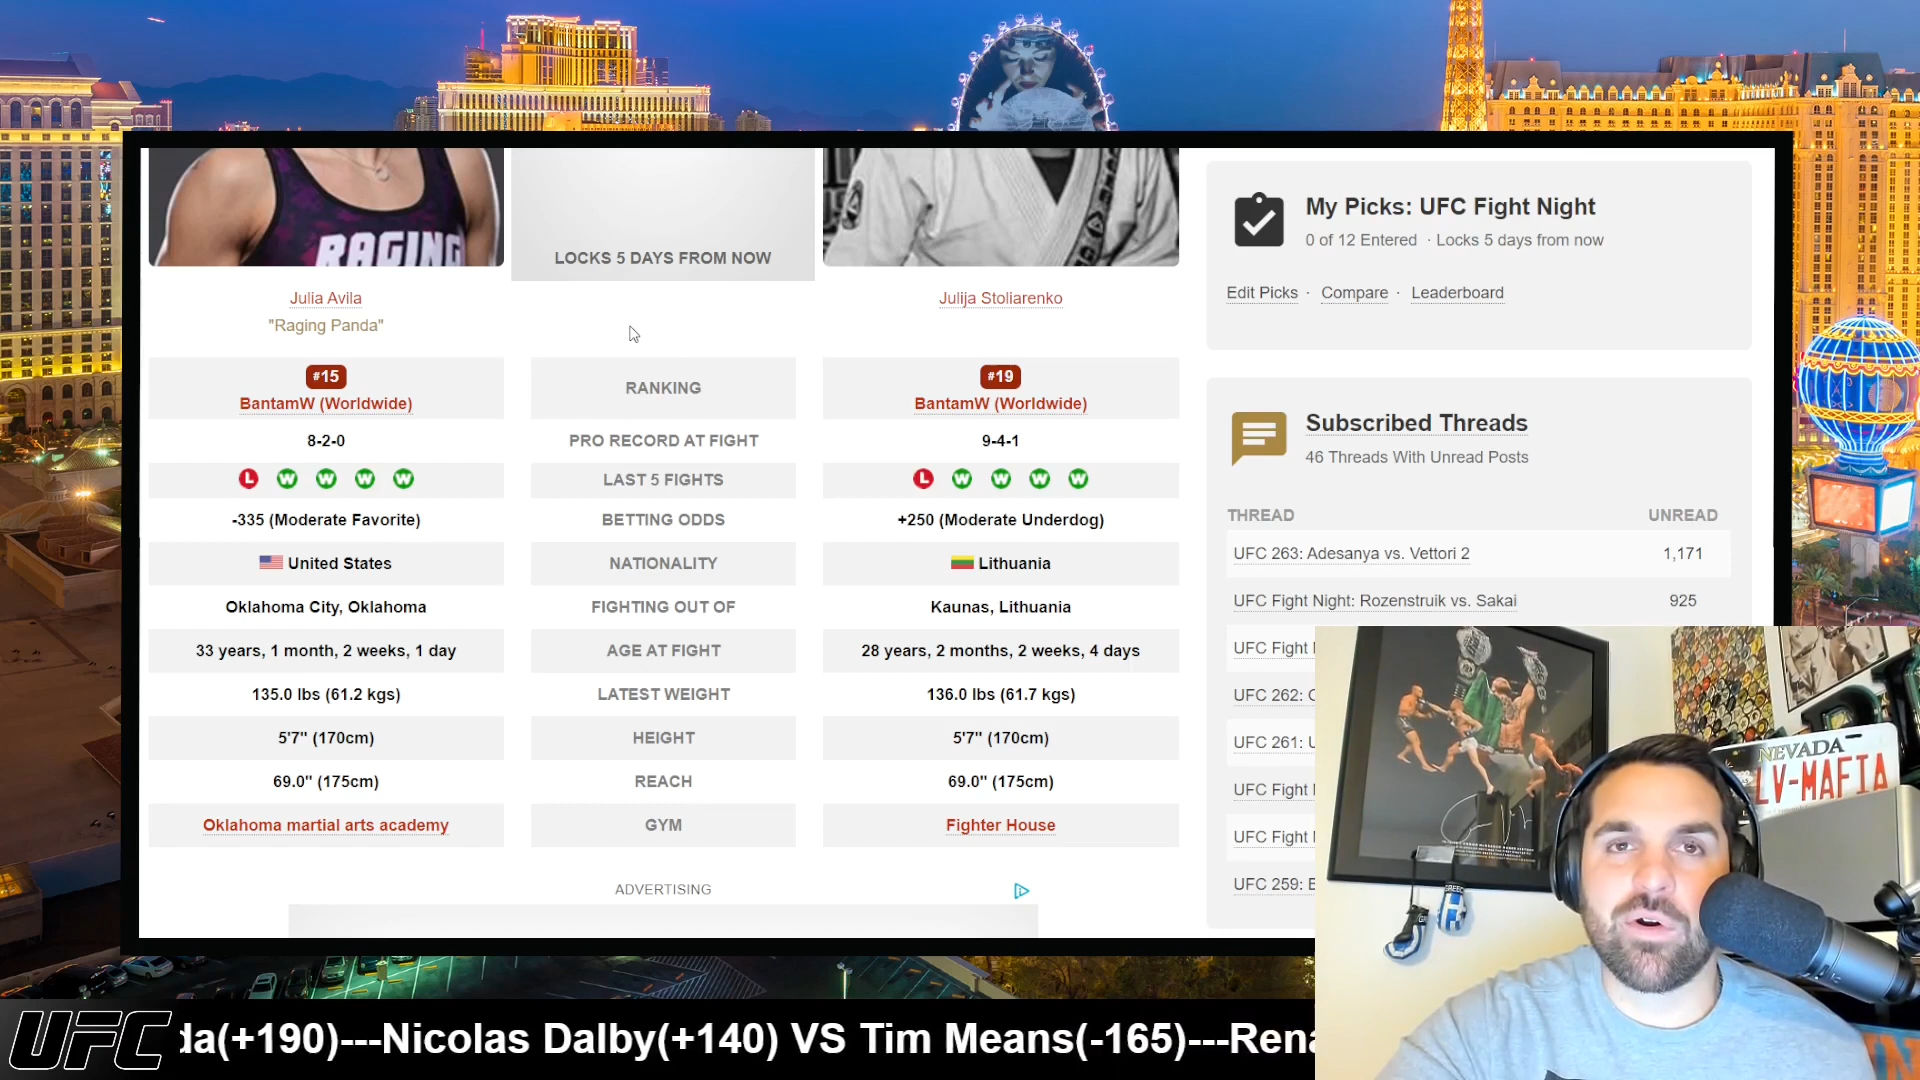 RAGING
LOCKS 5 DAYS FROM NOW
Julia Avila
"Raging Panda"
Julija Stoliarenko
#15
BantamW (Worldwide)
RANKING
#19
BantamW (Worldwide)
8-2-0
PRO RECORD AT FIGHT
9-4-1
L W W W W
LAST 5 FIGHTS
L W W W W
-335 (Moderate Favorite)
BETTING ODDS
+250 (Moderate Underdog)
United States
NATIONALITY
Lithuania
Oklahoma City, Oklahoma
FIGHTING OUT OF
Kaunas, Lithuania
33 years, 1 month, 2 weeks, 1 day
AGE AT FIGHT
28 years, 2 months, 2 weeks, 4 days
135.0 lbs (61.2 kgs)
LATEST WEIGHT
136.0 lbs (61.7 kgs)
5'7" (170cm)
HEIGHT
5'7" (170cm)
69.0" (175cm)
REACH
69.0" (175cm)
Oklahoma martial arts academy
GYM
Fighter House
ADVERTISING
My Picks: UFC Fight Night
0 of 12 Entered · Locks 5 days from now
Edit Picks · Compare · Leaderboard
Subscribed Threads
46 Threads With Unread Posts
THREAD UNREAD
UFC 263: Adesanya vs. Vettori 2 1,171
UFC Fight Night: Rozenstruik vs. Sakai 925
UFC Fight
UFC 262:
UFC 261:
UFC Fight
UFC Fight
UFC 259:
NEVADA
LV-MAFIA
UFC
da(+190)---Nicolas Dalby(+140) VS Tim Means(-165)---Rena